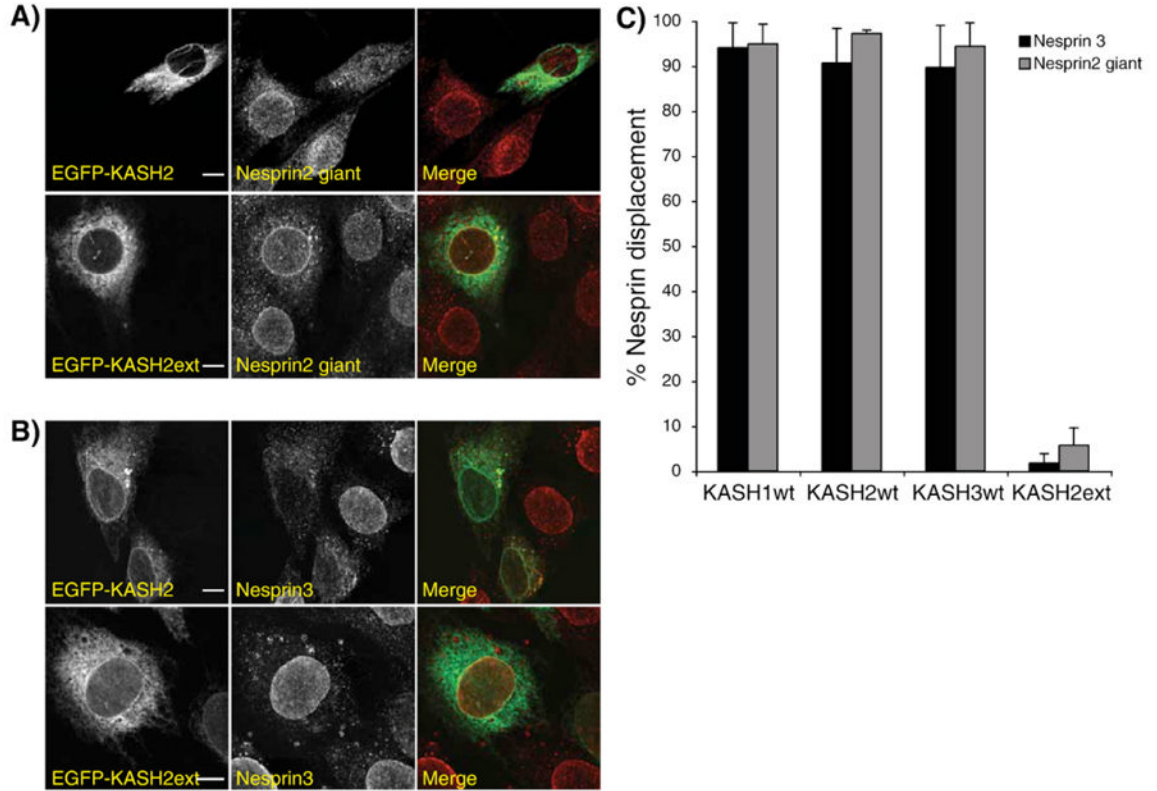 A)
EGFP-KASH2
Nesprin2 giant
Merge
EGFP-KASH2ext
Nesprin2 giant
Merge
B)
EGFP-KASH2
Nesprin3
Merge
EGFP-KASH2ext
Nesprin3
Merge
C)
% Nesprin displacement
100
90
80
70
60
50
40
30
20
10
0
KASH1wt KASH2wt KASH3wt KASH2ext
Nesprin 3
Nesprin2 giant